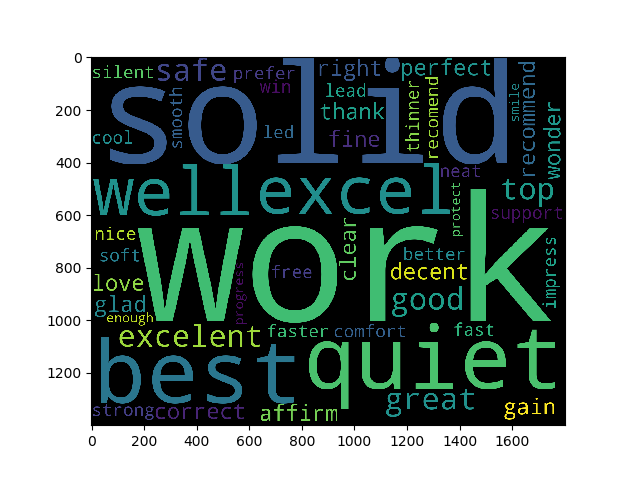 0
200
400
600
800
1000
1200
silent
safe
prefer
win
right
perfect
lead
thank
thinner
recomend
smile
recommend
wonder
smooth
solid
cool
led
fine
neat
well
excel
top
protect
support
nice
soft
love
glad
enough
work
progress
free
clear
better
decent
good
impress
excellent
faster
comfort
fast
best
quiet
strong
correct
affirm
great
gain
0 200 400 600 800 1000 1200 1400 1600